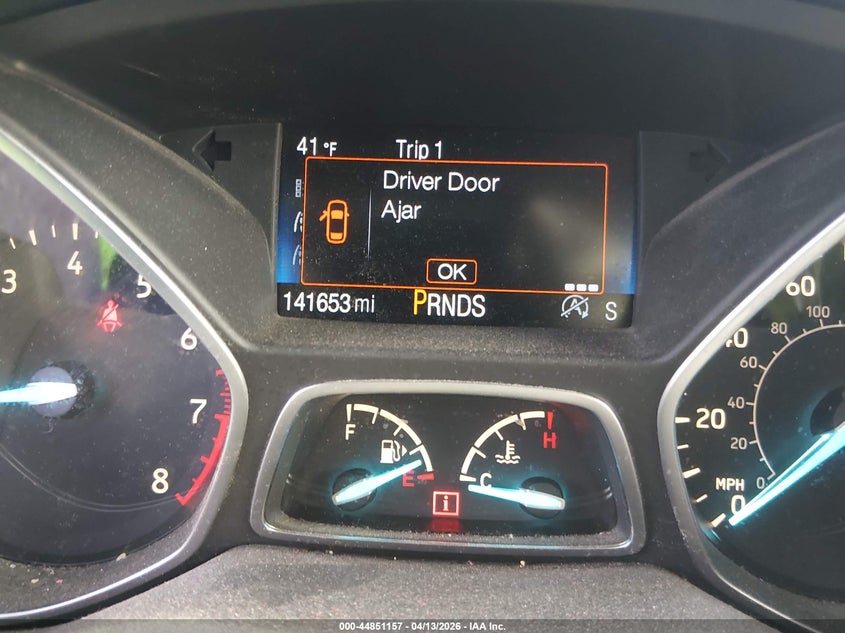 41 °F Trip 1
Driver Door
Ajar
OK
141653 mi PRNDS
A S
3
4
5
6
7
8
F
E
C
H
i
60
40
20
0
MPH
100
80
60
40
20
0
000-44851157 - 04/13/2026 - IAA Inc.